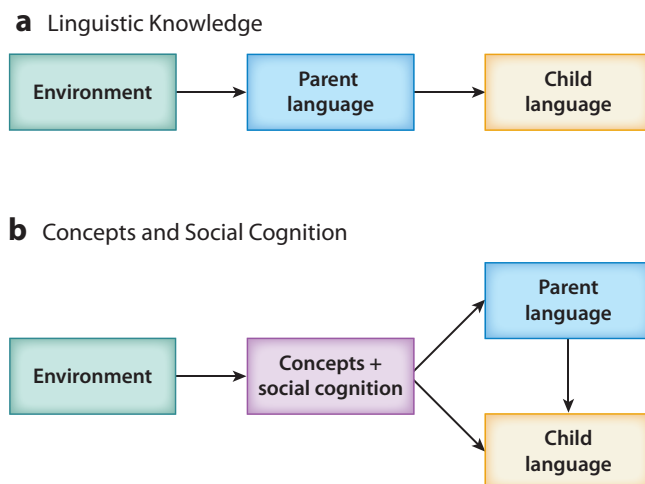 a Linguistic Knowledge
Environment
Parent
language
Child
language
b Concepts and Social Cognition
Parent
language
Environment
Concepts +
social cognition
Child
language